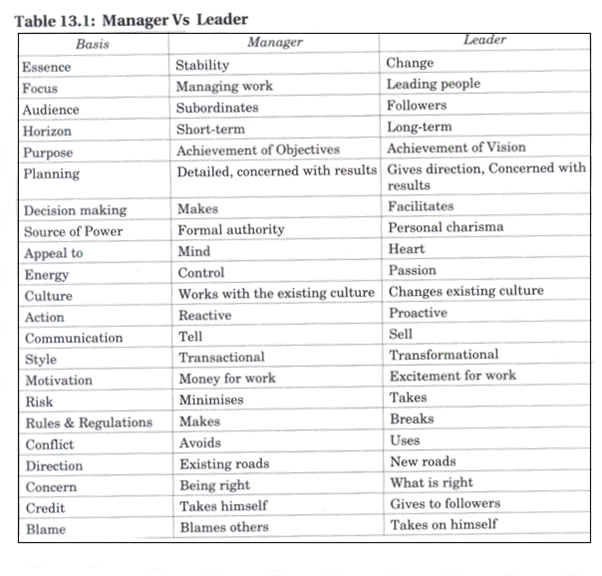 Table 13.1: Manager Vs Leader
Basis Manager Leader
Essence Stability Change
Focus Managing work Leading people
Audience Subordinates Followers
Horizon Short-term Long-term
Purpose Achievement of Objectives Achievement of Vision
Planning Detailed, concerned with results Gives direction, Concerned with
results
Decision making Makes Facilitates
Source of Power Formal authority Personal charisma
Appeal to Mind Heart
Energy Control Passion
Culture Works with the existing culture Changes existing culture
Action Reactive Proactive
Communication Tell Sell
Style Transactional Transformational
Motivation Money for work Excitement for work
Risk Minimises Takes
Rules & Regulations Makes Breaks
Conflict Avoids Uses
Direction Existing roads New roads
Concern Being right What is right
Credit Takes himself Gives to followers
Blame Blames others Takes on himself